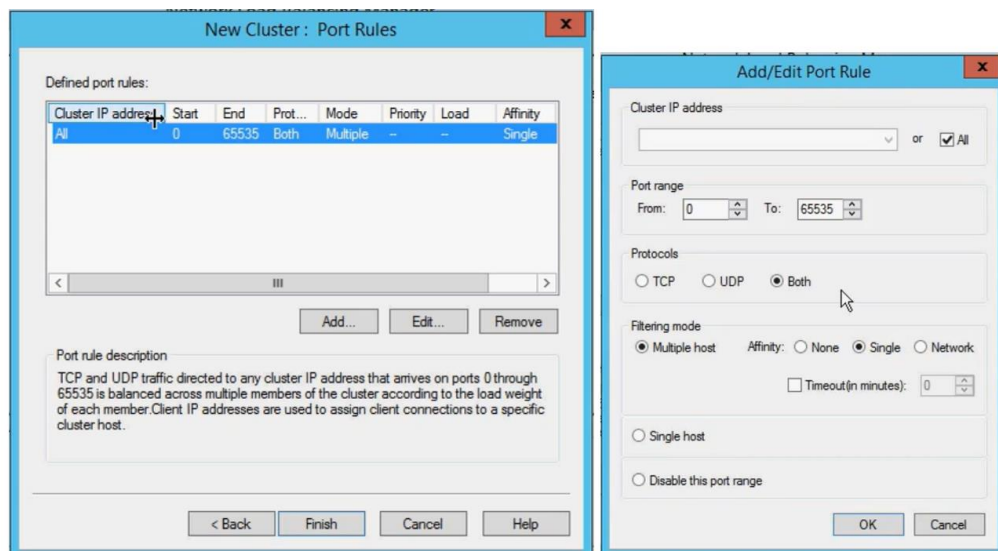 New Cluster : Port Rules
x
Defined port rules:
Cluster IP address Start End Prot... Mode Priority Load Affinity
All 0 65535 Both Multiple -- -- Single
Add... Edit... Remove
Port rule description
TCP and UDP traffic directed to any cluster IP address that arrives on ports 0 through
65535 is balanced across multiple members of the cluster according to the load weight
of each member.Client IP addresses are used to assign client connections to a specific
cluster host.
< Back Finish Cancel Help
Add/Edit Port Rule
x
Cluster IP address
or All
Port range
From: 0 To: 65535
Protocols
TCP UDP Both
Filtering mode
Multiple host Affinity: None Single Network
Timeout(in minutes): 0
Single host
Disable this port range
OK Cancel